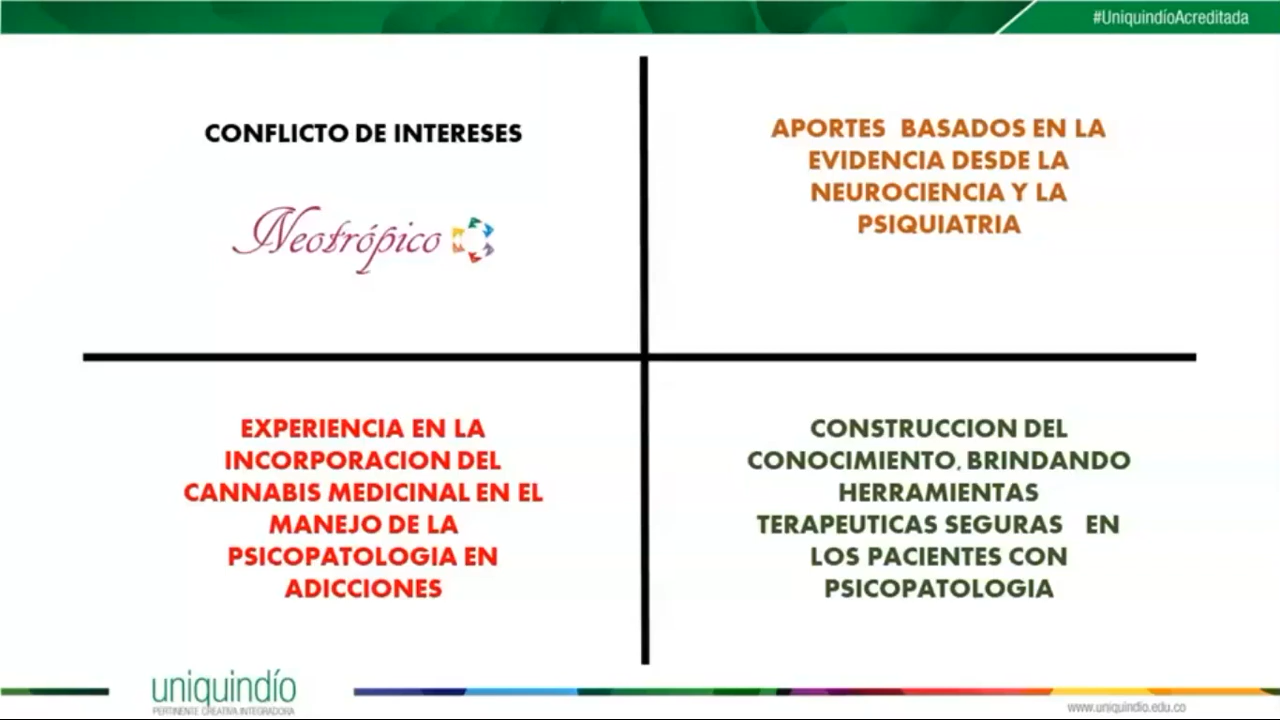 #UniquindíoAcreditada
CONFLICTO DE INTERESES
Neotrópico
APORTES BASADOS EN LA
EVIDENCIA DESDE LA
NEUROCIENCIA Y LA
PSIQUIATRIA
EXPERIENCIA EN LA
INCORPORACION DEL
CANNABIS MEDICINAL EN EL
MANEJO DE LA
PSICOPATOLOGIA EN
ADICCIONES
CONSTRUCCION DEL
CONOCIMIENTO, BRINDANDO
HERRAMIENTAS
TERAPEUTICAS SEGURAS EN
LOS PACIENTES CON
PSICOPATOLOGIA
uniquindío
PERTINENTE CREATIVA INTEGRADORA
www.uniquindio.edu.co